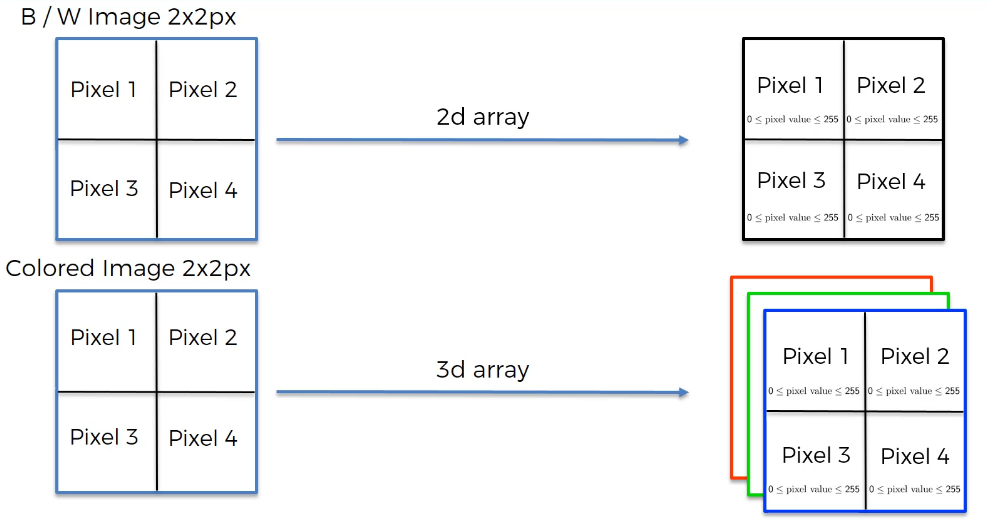 B / W Image 2x2px
Pixel 1 Pixel 2
Pixel 3 Pixel 4
2d array
Pixel 1 Pixel 2
0 ≤ pixel value ≤ 255 0 ≤ pixel value ≤ 255
Pixel 3 Pixel 4
0 ≤ pixel value ≤ 255 0 ≤ pixel value ≤ 255
Colored Image 2x2px
Pixel 1 Pixel 2
Pixel 3 Pixel 4
3d array
Pixel 1 Pixel 2
0 ≤ pixel value ≤ 255 0 ≤ pixel value ≤ 255
Pixel 3 Pixel 4
0 ≤ pixel value ≤ 255 0 ≤ pixel value ≤ 255